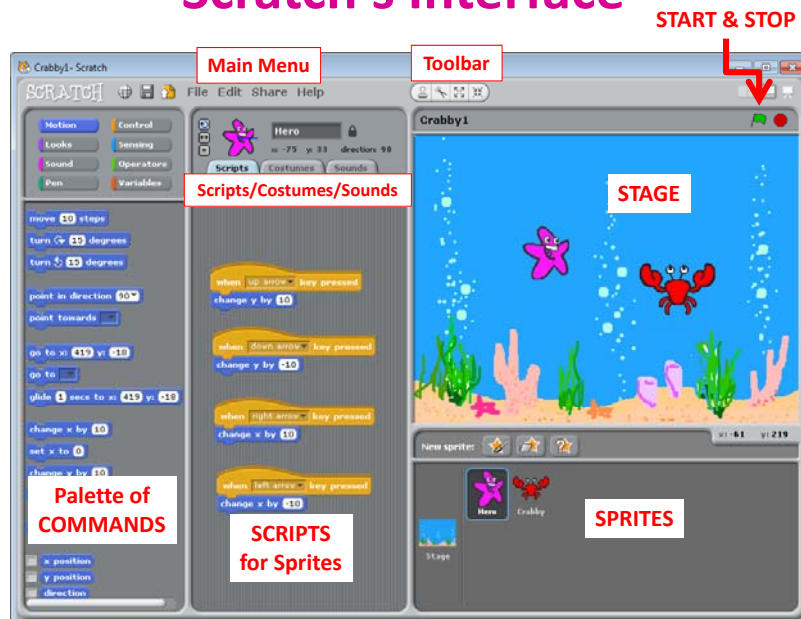 Scratch's Interface
START & STOP
Crabby1- Scratch
Main Menu
Toolbar
SCRATCH File Edit Share Help
Motion Control
Looks Sensing
Sound Operators
Pen Variables
Hero
x: -75 y: 33 direction: 90
Scripts Costumes Sounds
Scripts/Costumes/Sounds
Crabby1
STAGE
move 10 steps
turn 15 degrees
turn 15 degrees
point in direction 90
point towards
go to x: 419 y: -18
go to
glide 1 secs to x: 419 y: -18
change x by 10
set x to 0
change y by 10
Palette of
COMMANDS
x position
y position
direction
when up arrow key pressed
change y by 10
when down arrow key pressed
change y by -10
when right arrow key pressed
change x by 10
when left arrow key pressed
change x by -10
SCRIPTS
for Sprites
x: -61 y: 219
New sprite:
Hero Crabby
Stage
SPRITES